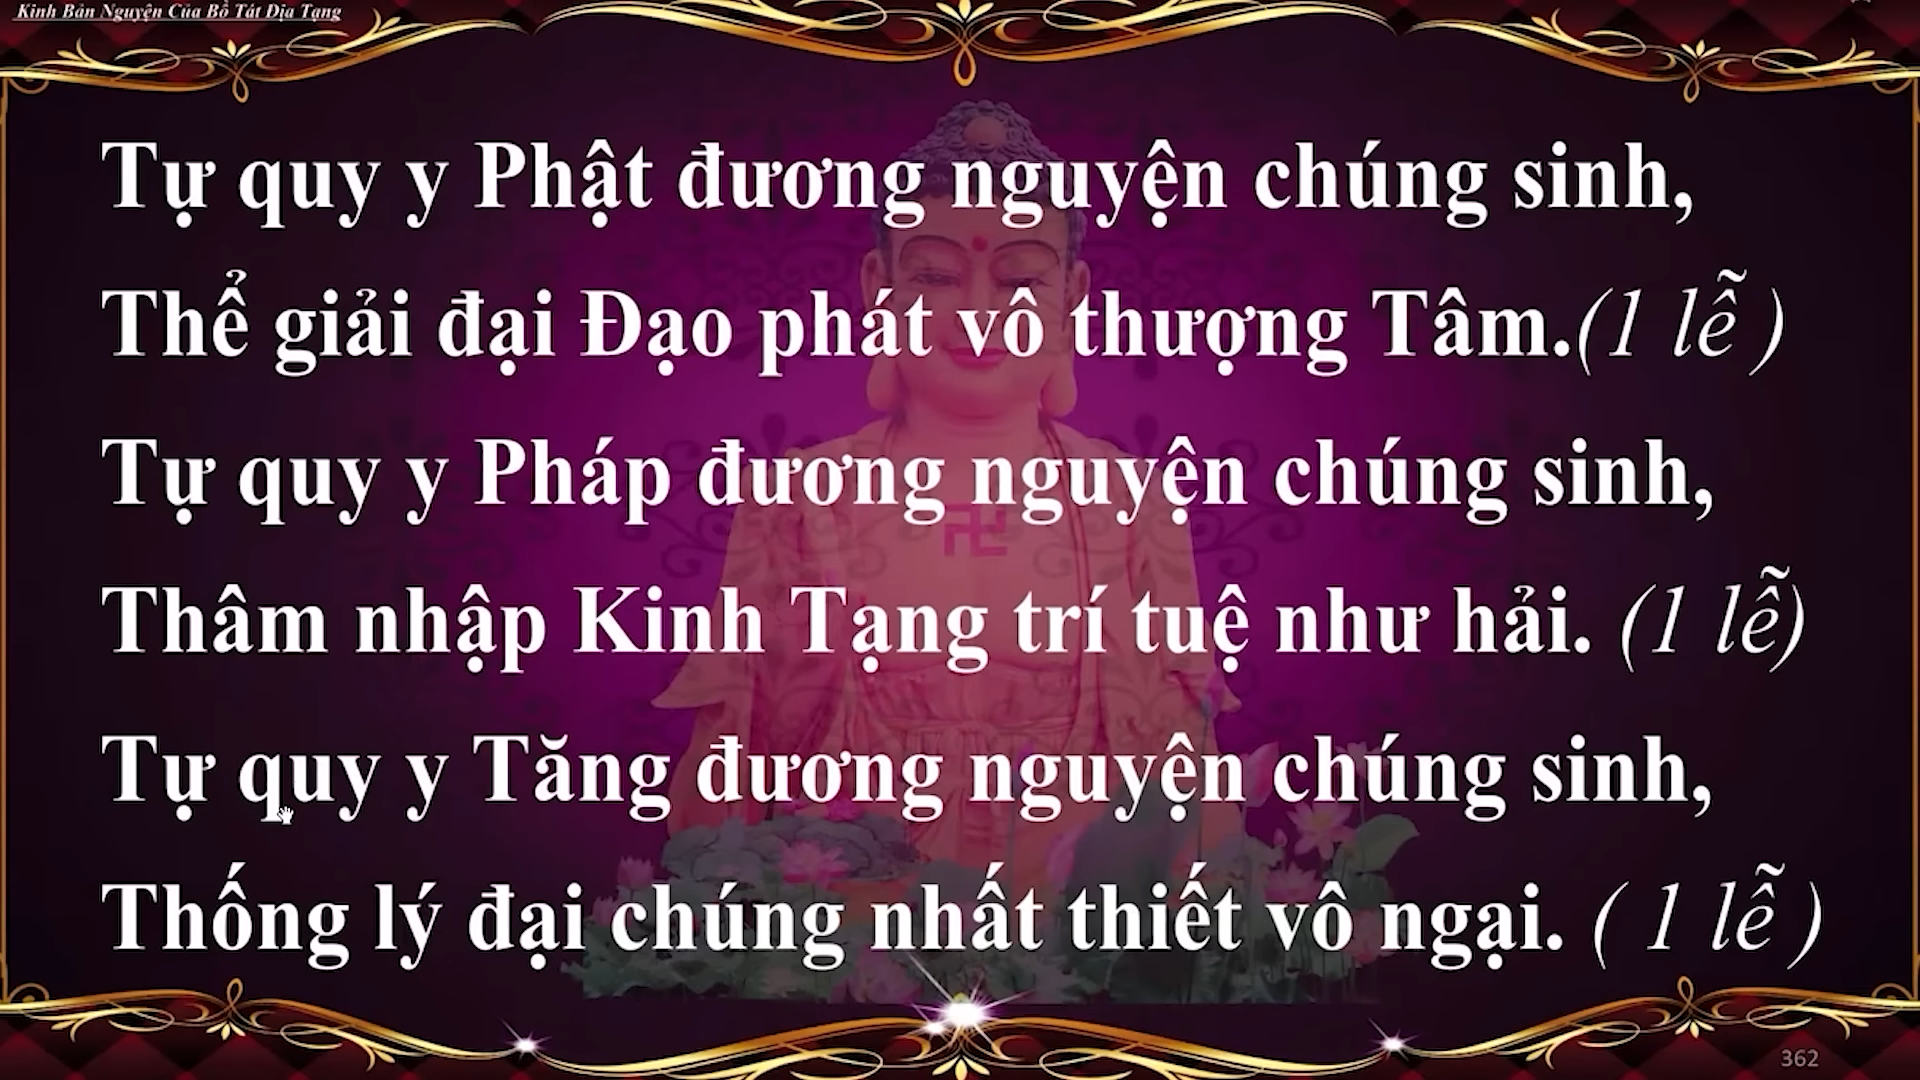 Kinh Bản Nguyện Của Bồ Tát Địa Tạng
Tự quy y Phật đương nguyện chúng sinh,
Thể giải đại Đạo phát vô thượng Tâm.(1 lễ )
Tự quy y Pháp đương nguyện chúng sinh,
Thâm nhập Kinh Tạng trí tuệ như hải. (1 lễ)
Tự quy y Tăng đương nguyện chúng sinh,
Thống lý đại chúng nhất thiết vô ngại. ( 1 lễ )
362